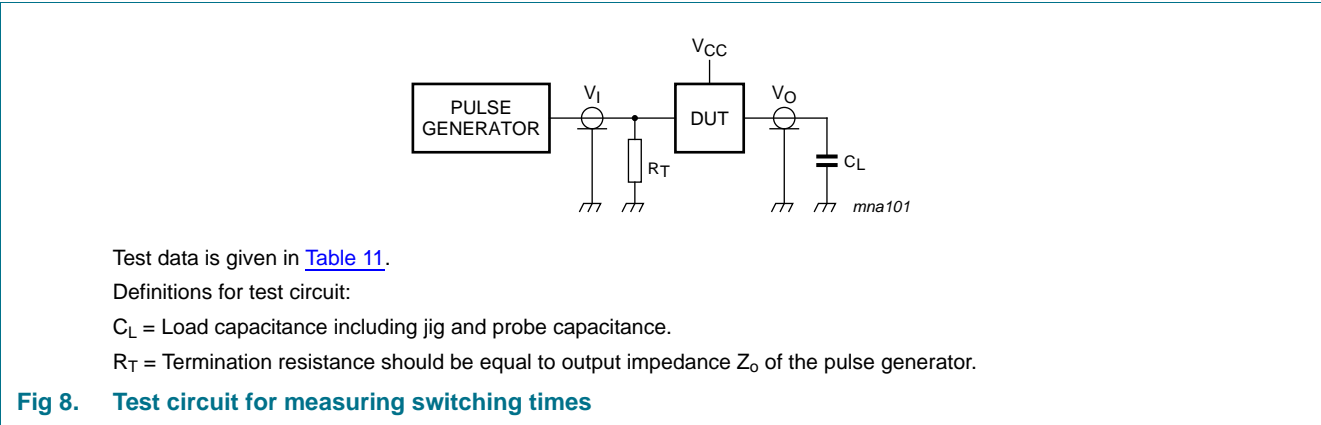 VCC
PULSE
GENERATOR
VI
DUT
VO
RT
CL
mna101
Test data is given in Table 11.
Definitions for test circuit:
CL = Load capacitance including jig and probe capacitance.
RT = Termination resistance should be equal to output impedance Zo of the pulse generator.
Fig 8. Test circuit for measuring switching times